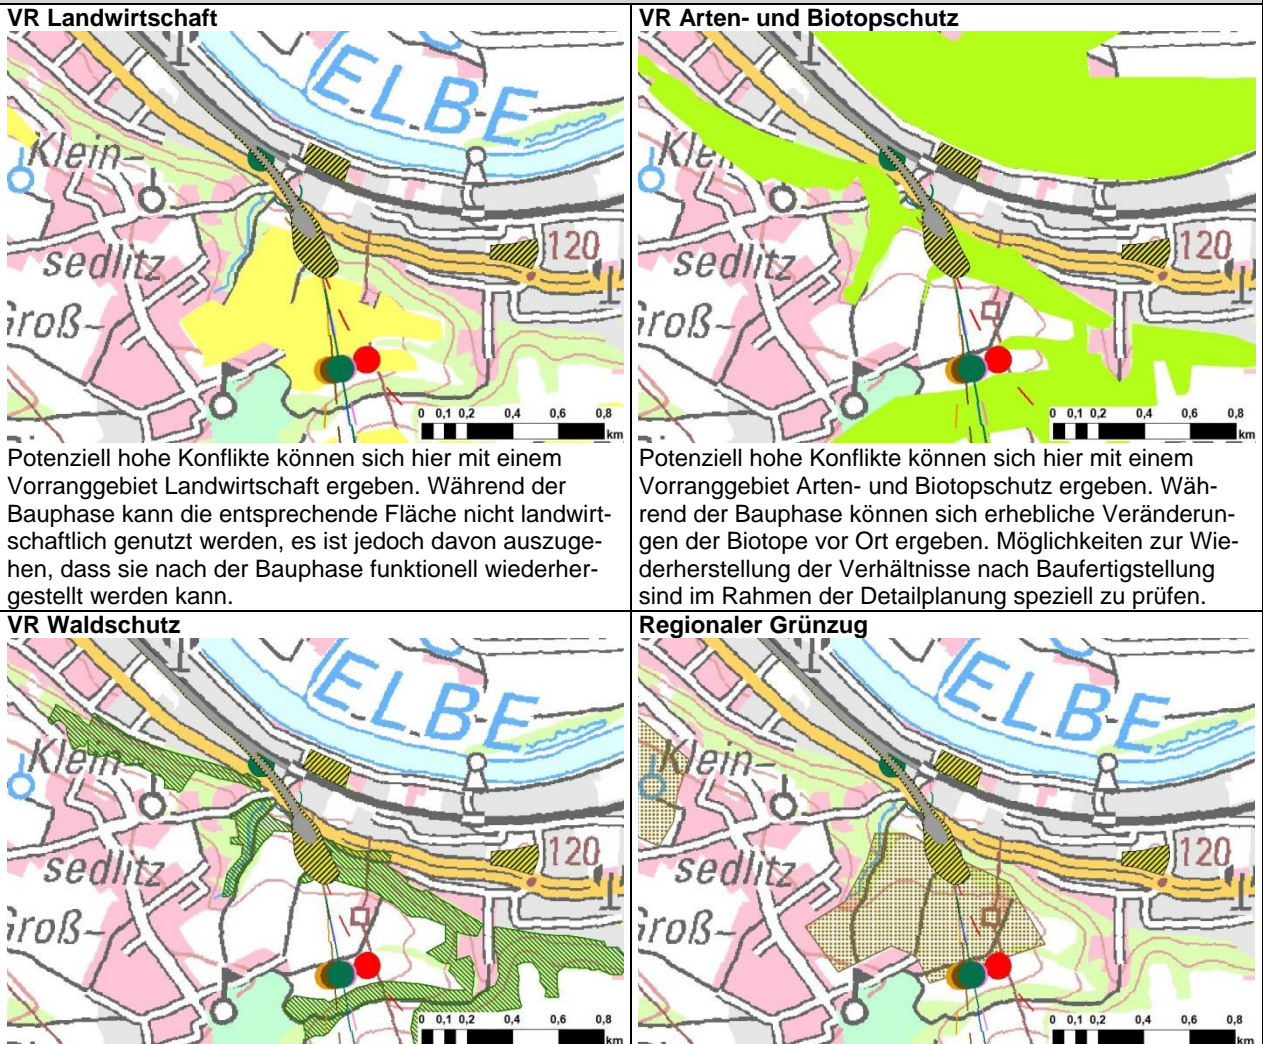 VR Landwirtschaft
ELBE
Klein-
sedlitz
Groß-
120
0 0,1 0,2 0,4 0,6 0,8
km
Potenziell hohe Konflikte können sich hier mit einem
Vorranggebiet Landwirtschaft ergeben. Während der
Bauphase kann die entsprechende Fläche nicht landwirt-
schaftlich genutzt werden, es ist jedoch davon auszuge-
hen, dass sie nach der Bauphase funktionell wiederher-
gestellt werden kann.
VR Arten- und Biotopschutz
Klein
sedlitz
Groß-
120
0 0,1 0,2 0,4 0,6 0,8
km
Potenziell hohe Konflikte können sich hier mit einem
Vorranggebiet Arten- und Biotopschutz ergeben. Wäh-
rend der Bauphase können sich erhebliche Veränderun-
gen der Biotope vor Ort ergeben. Möglichkeiten zur Wie-
derherstellung der Verhältnisse nach Baufertigstellung
sind im Rahmen der Detailplanung speziell zu prüfen.
VR Waldschutz
ELBE
Klein
sedlitz
Groß-
120
0 0,1 0,2 0,4 0,6 0,8
km
Regionaler Grünzug
ELBE
Klein-
sedlitz
Groß-
120
0 0,1 0,2 0,4 0,6 0,8
km